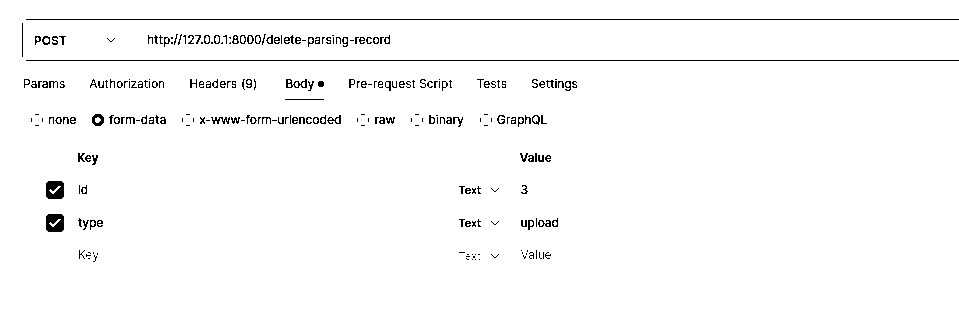 POST http://127.0.0.1:8000/delete-parsing-record
Params Authorization Headers (9) Body Pre-request Script Tests Settings
none form-data x-www-form-urlencoded raw binary GraphQL
Key Value
id Text 3
type Text upload
Key Text Value